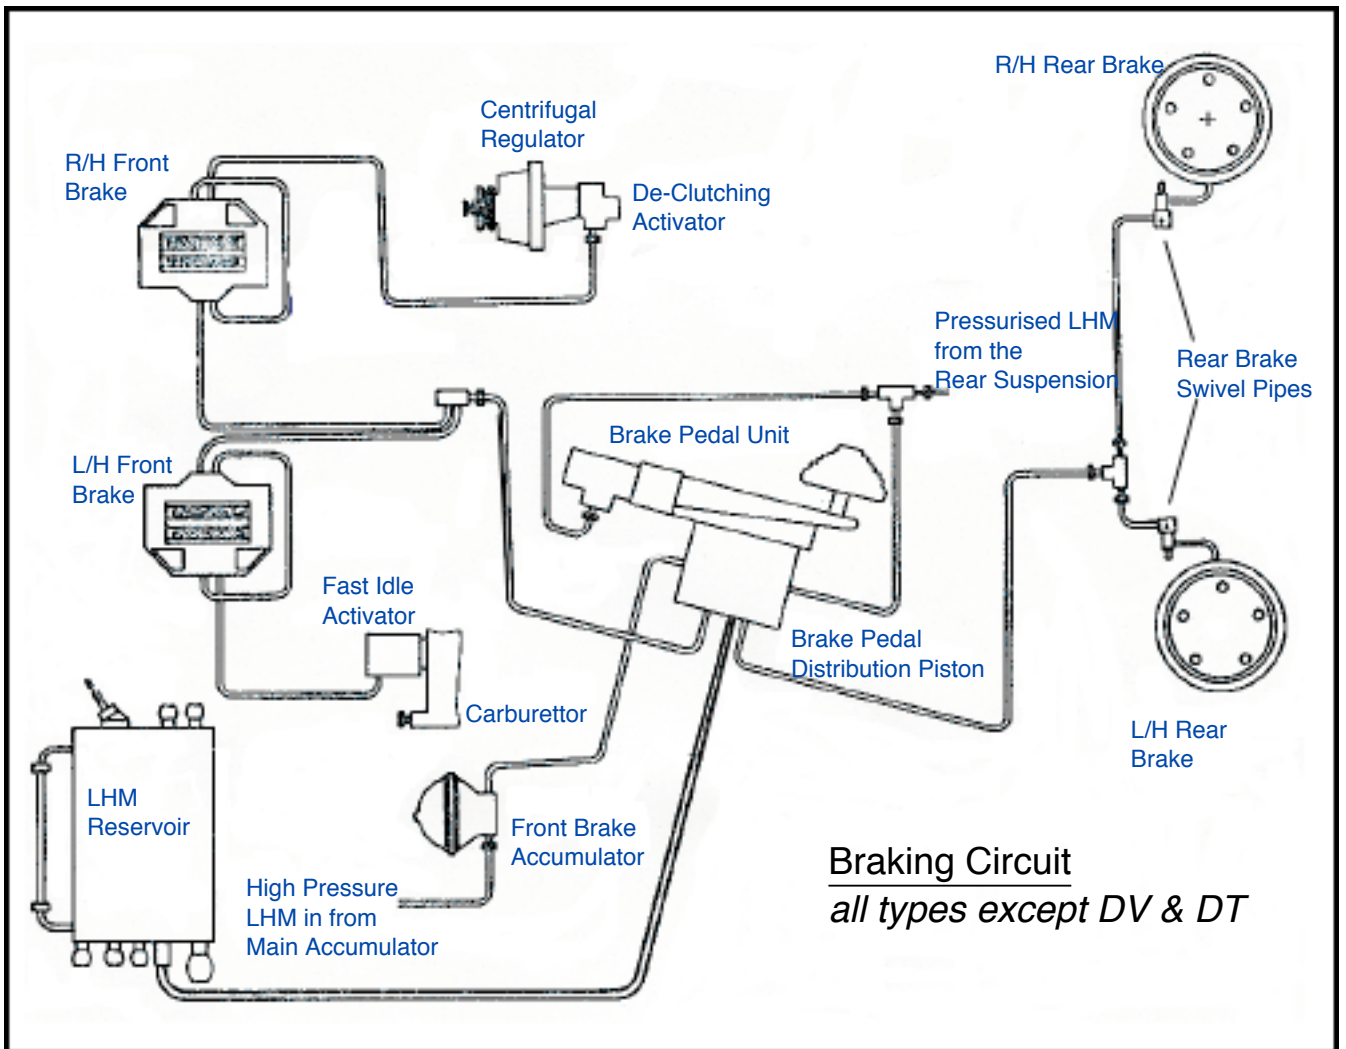 R/H Rear Brake
Centrifugal
Regulator
R/H Front
Brake
De-Clutching
Activator
Pressurised LHM
from the
Rear Suspension
Rear Brake
Swivel Pipes
Brake Pedal Unit
L/H Front
Brake
Fast Idle
Activator
Brake Pedal
Distribution Piston
Carburettor
L/H Rear
Brake
LHM
Reservoir
Front Brake
Accumulator
High Pressure
LHM in from
Main Accumulator
Braking Circuit
all types except DV & DT